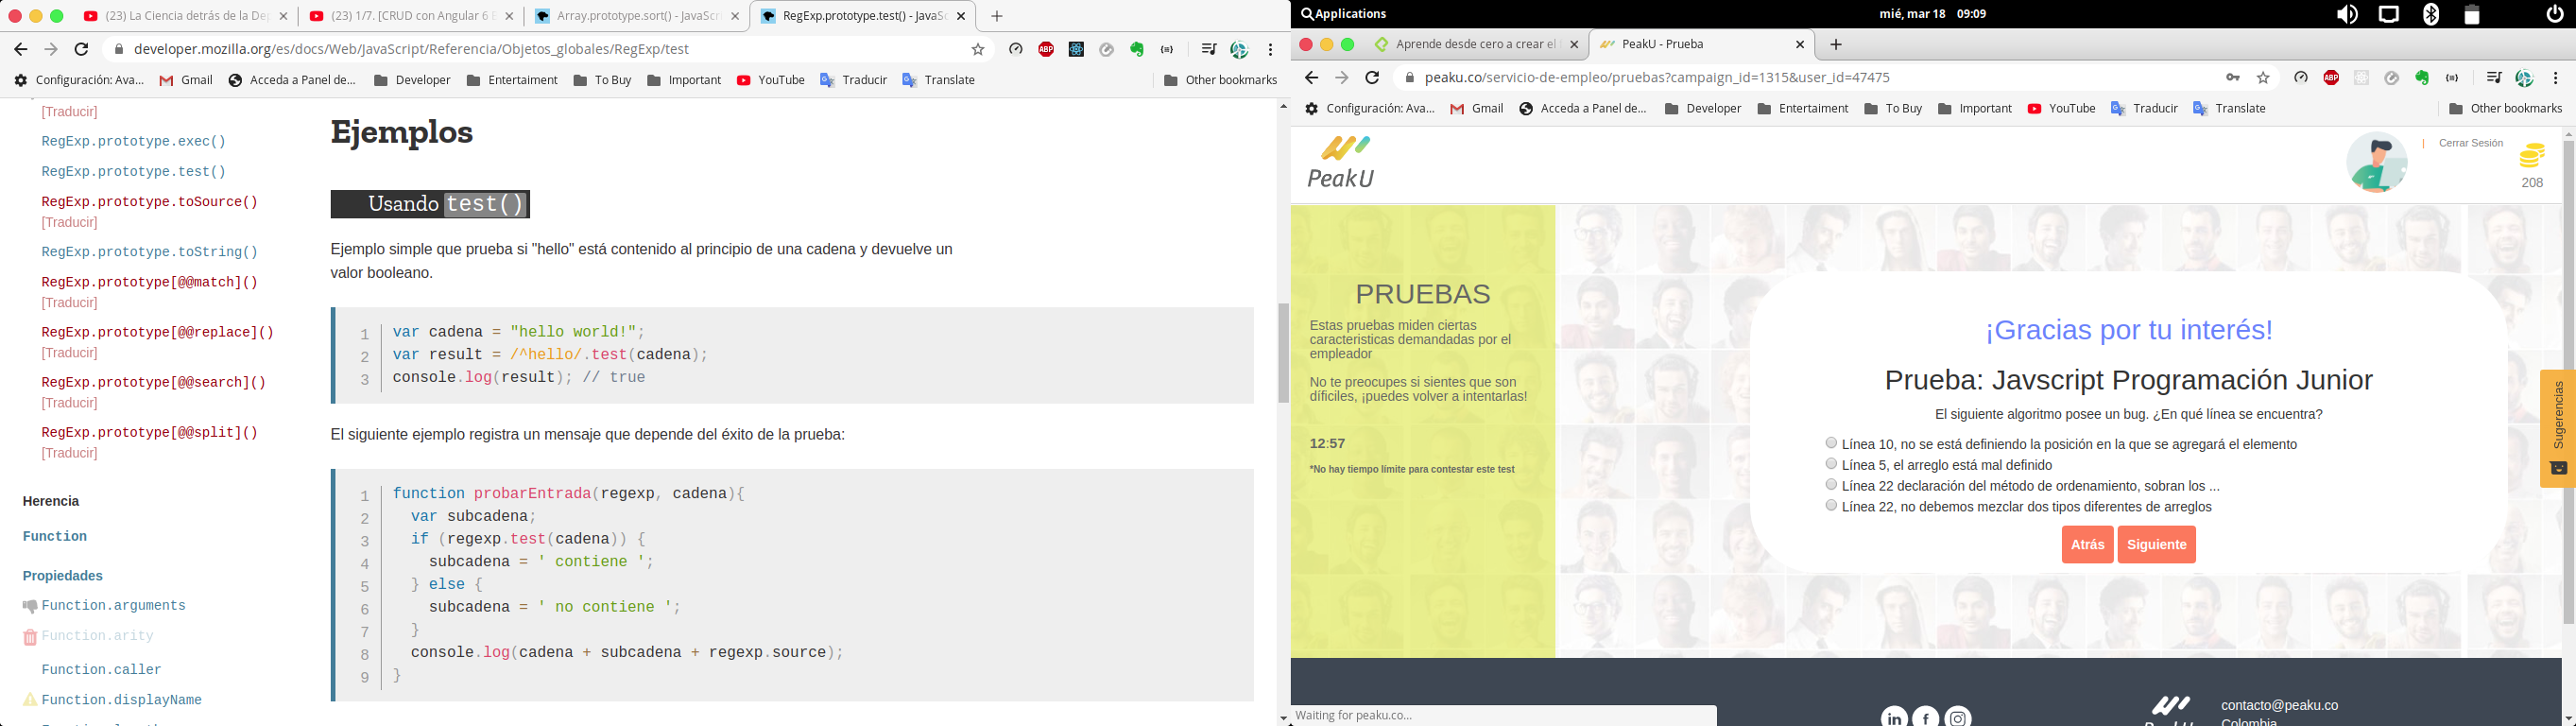 (23) La Ciencia detrás de la De
(23) 1/7. [CRUD con Angular 6
Array.prototype.sort() - JavaSc
RegExp.prototype.test() - JavaSc
developer.mozilla.org/es/docs/Web/JavaScript/Referencia/Objetos_globales/RegExp/test
Configuración: Ava...
Gmail
Acceda a Panel de...
Developer
Entertaiment
To Buy
Important
YouTube
Traducir
Translate
Other bookmarks
[Traducir]
RegExp.prototype.exec()
RegExp.prototype.test()
RegExp.prototype.toSource()
[Traducir]
RegExp.prototype.toString()
RegExp.prototype[@@match]()
[Traducir]
RegExp.prototype[@@replace]()
[Traducir]
RegExp.prototype[@@search]()
[Traducir]
RegExp.prototype[@@split]()
[Traducir]
Herencia
Function
Propiedades
Function.arguments
Function.arity
Function.caller
Function.displayName
Ejemplos
Usando test()
Ejemplo simple que prueba si "hello" está contenido al principio de una cadena y devuelve un
valor booleano.
1 var cadena = "hello world!";
2 var result = /^hello/.test(cadena);
3 console.log(result); // true
El siguiente ejemplo registra un mensaje que depende del éxito de la prueba:
1 function probarEntrada(regexp, cadena){
2 var subcadena;
3 if (regexp.test(cadena)) {
4 subcadena = ' contiene ';
5 } else {
6 subcadena = ' no contiene ';
7 }
8 console.log(cadena + subcadena + regexp.source);
9 }
Applications
mié, mar 18 09:09
Aprende desde cero a crear el
PeakU - Prueba
peaku.co/servicio-de-empleo/pruebas?campaign_id=1315&user_id=47475
Configuración: Ava...
Gmail
Acceda a Panel de...
Developer
Entertaiment
To Buy
Important
YouTube
Traducir
Translate
Other bookmarks
PeakU
| Cerrar Sesión
208
PRUEBAS
Estas pruebas miden ciertas
caracteristicas demandadas por el
empleador
No te preocupes si sientes que son
díficiles, ¡puedes volver a intentarlas!
12:57
*No hay tiempo límite para contestar este test
¡Gracias por tu interés!
Prueba: Javscript Programación Junior
El siguiente algoritmo posee un bug. ¿En qué línea se encuentra?
Línea 10, no se está definiendo la posición en la que se agregará el elemento
Línea 5, el arreglo está mal definido
Línea 22 declaración del método de ordenamiento, sobran los ...
Línea 22, no debemos mezclar dos tipos diferentes de arreglos
Atrás
Siguiente
Sugerencias
Waiting for peaku.co...
contacto@peaku.co
Colombia